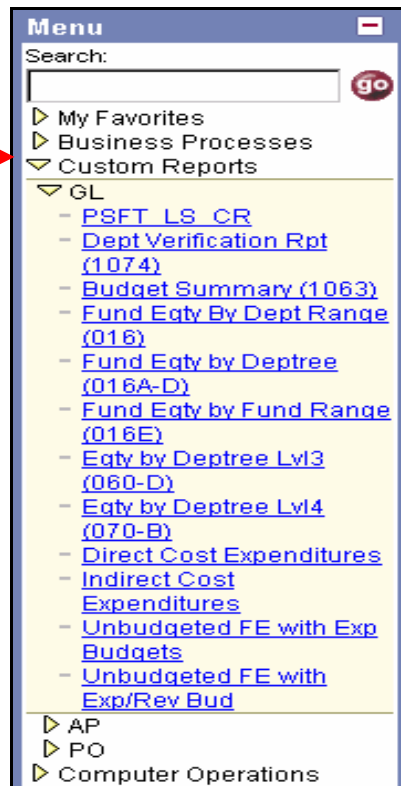 Menu
Search:
go
My Favorites
Business Processes
Custom Reports
GL
PSFT LS CR
Dept Verification Rpt
(1074)
Budget Summary (1063)
Fund Eqty By Dept Range
(016)
Fund Eqty by Deptree
(016A-D)
Fund Eqty by Fund Range
(016E)
Eqty by Deptree Lvl3
(060-D)
Eqty by Deptree Lvl4
(070-B)
Direct Cost Expenditures
Indirect Cost
Expenditures
Unbudgeted FE with Exp
Budgets
Unbudgeted FE with
Exp/Rev Bud
AP
PO
Computer Operations